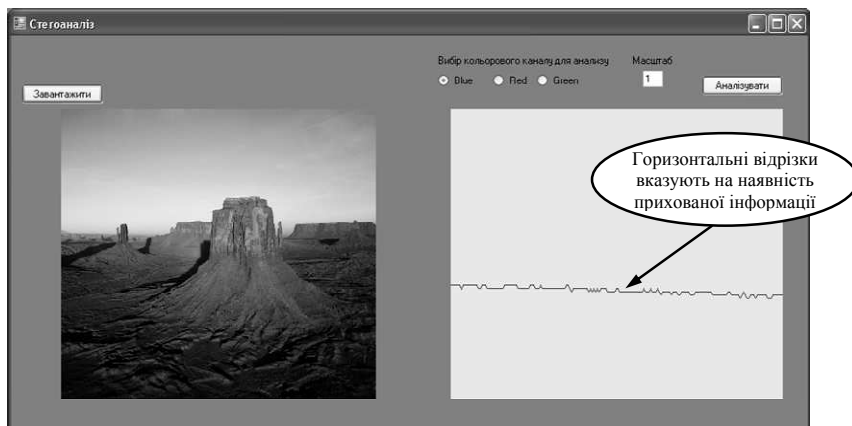 Стегоаналіз
Вибір кольорового каналу для анализу
Масштаб
Blue
Red
Green
1
Завантажити
Аналізувати
Горизонтальні відрізки
вказують на наявність
прихованої інформації